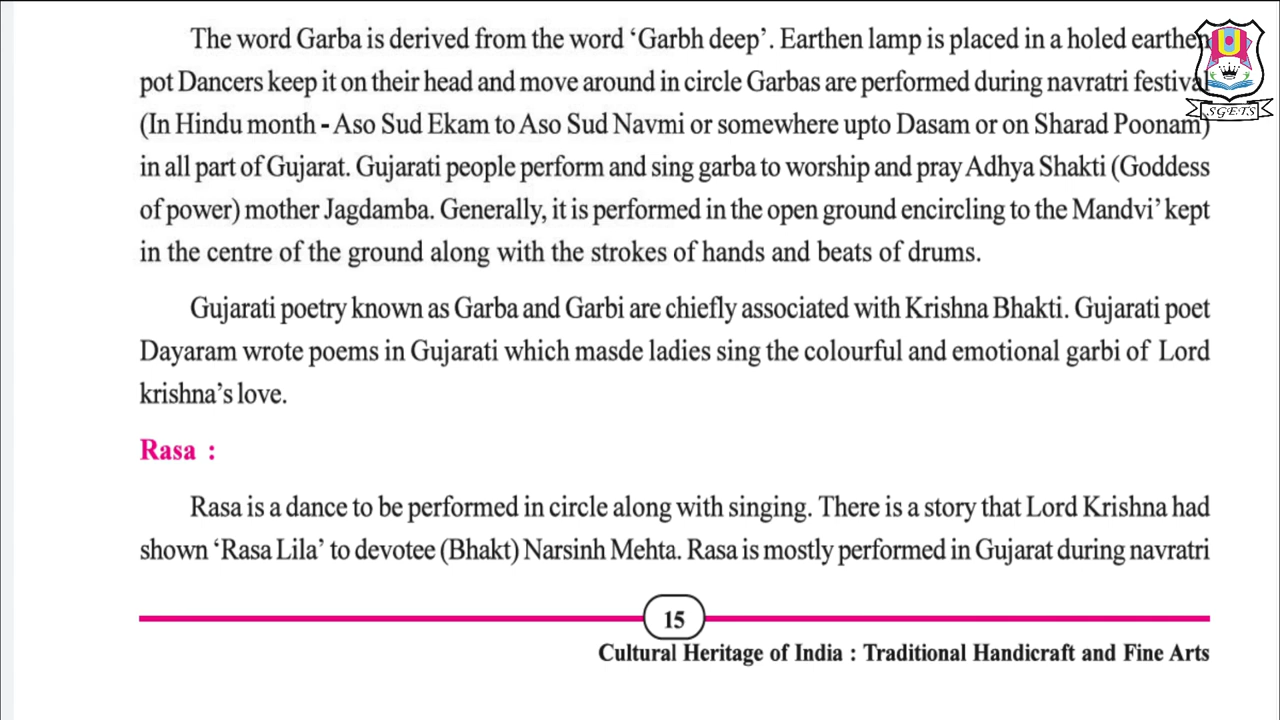 The word Garba is derived from the word ‘Garbh deep’. Earthen lamp is placed in a holed earthen
pot Dancers keep it on their head and move around in circle Garbas are performed during navratri festival
(In Hindu month - Aso Sud Ekam to Aso Sud Navmi or somewhere upto Dasam or on Sharad Poonam)
in all part of Gujarat. Gujarati people perform and sing garba to worship and pray Adhya Shakti (Goddess
of power) mother Jagdamba. Generally, it is performed in the open ground encircling to the Mandvi’ kept
in the centre of the ground along with the strokes of hands and beats of drums.
Gujarati poetry known as Garba and Garbi are chiefly associated with Krishna Bhakti. Gujarati poet
Dayaram wrote poems in Gujarati which masde ladies sing the colourful and emotional garbi of Lord
krishna’s love.
Rasa :
Rasa is a dance to be performed in circle along with singing. There is a story that Lord Krishna had
shown ‘Rasa Lila’ to devotee (Bhakt) Narsinh Mehta. Rasa is mostly performed in Gujarat during navratri
15
Cultural Heritage of India : Traditional Handicraft and Fine Arts
SGETS